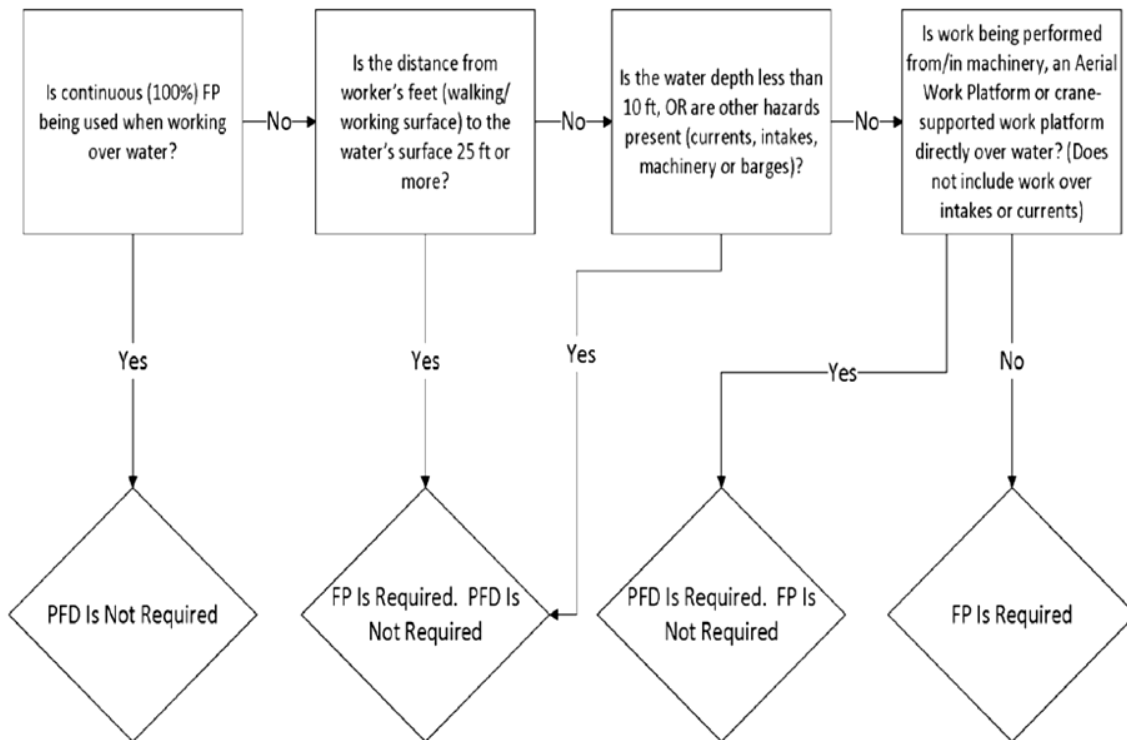 Is continuous (100%) FP
being used when working
over water?
No
Is the distance from
worker's feet (walking/
working surface) to the
water's surface 25 ft or
more?
No
Is the water depth less than
10 ft, OR are other hazards
present (currents, intakes,
machinery or barges)?
No
Is work being performed
from/in machinery, an Aerial
Work Platform or crane-
supported work platform
directly over water? (Does
not include work over
intakes or currents)
Yes
Yes
Yes
Yes
No
PFD Is Not Required
FP Is Required. PFD Is
Not Required
PFD Is Required. FP Is
Not Required
FP Is Required